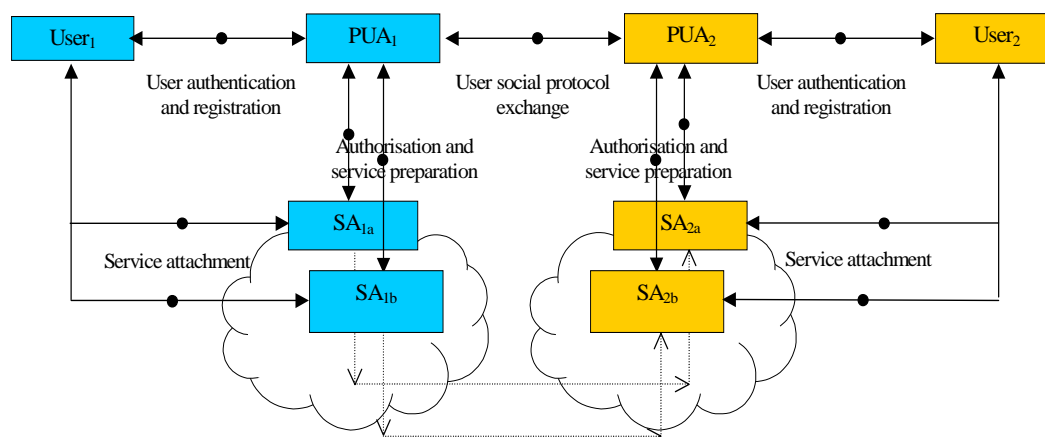 User₁
PUA₁
PUA₂
User₂
User authentication
and registration
User social protocol
exchange
User authentication
and registration
Authorisation and
service preparation
Authorisation and
service preparation
SA₁ₐ
SA₂ₐ
Service attachment
Service attachment
SA1b
SA2b